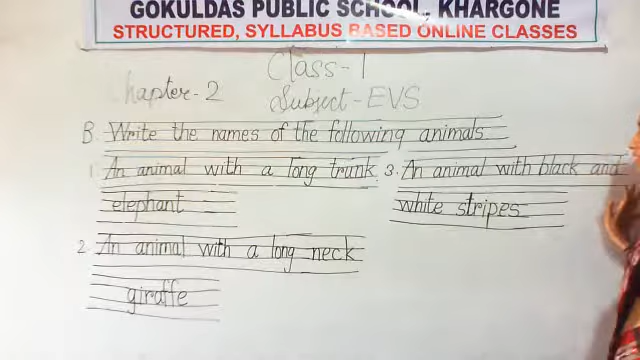 GOKULDAS PUBLIC SCHOOL, KHARGONE
STRUCTURED, SYLLABUS BASED ONLINE CLASSES
Class-1
Chapter-2
Subject-EVS
B. Write the names of the following animals
1. An animal with a long trunk
elephant
2. An animal with a long neck
giraffe
3. An animal with black and
white stripes